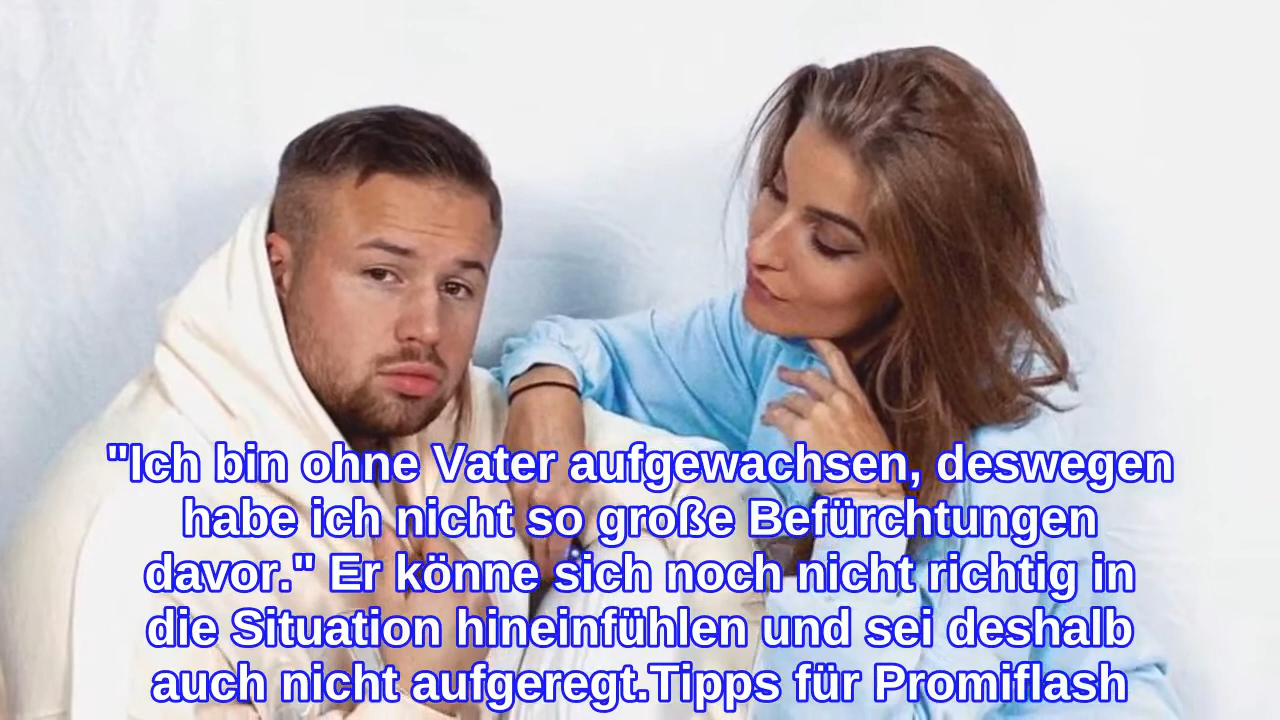 "Ich bin ohne Vater aufgewachsen, deswegen
habe ich nicht so große Befürchtungen
davor." Er könne sich noch nicht richtig in
die Situation hineinfühlen und sei deshalb
auch nicht aufgeregt.Tipps für Promiflash